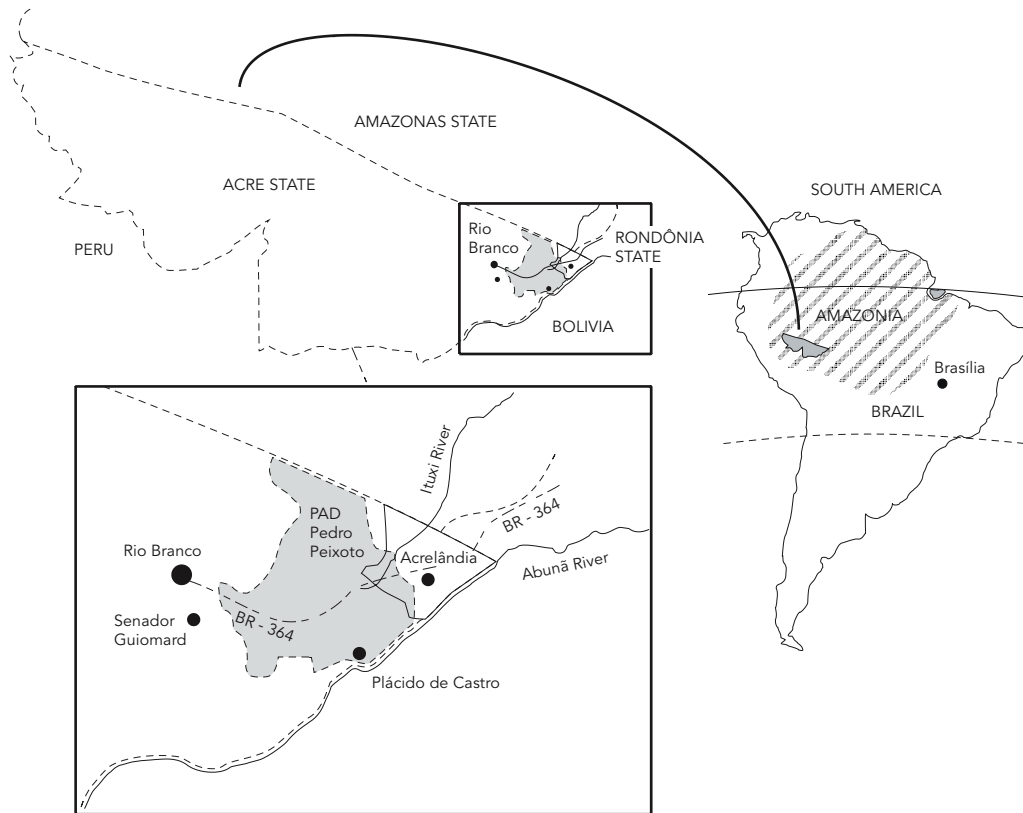 AMAZONAS STATE
ACRE STATE
PERU
Rio
Branco
RONDÔNIA
STATE
BOLIVIA
SOUTH AMERICA
AMAZONIA
Brasília
BRAZIL
Ituxi River
BR - 364
PAD
Pedro
Peixoto
Rio Branco
Acrelândia
Abunã River
Senador
Guiomard
BR - 364
Plácido de Castro